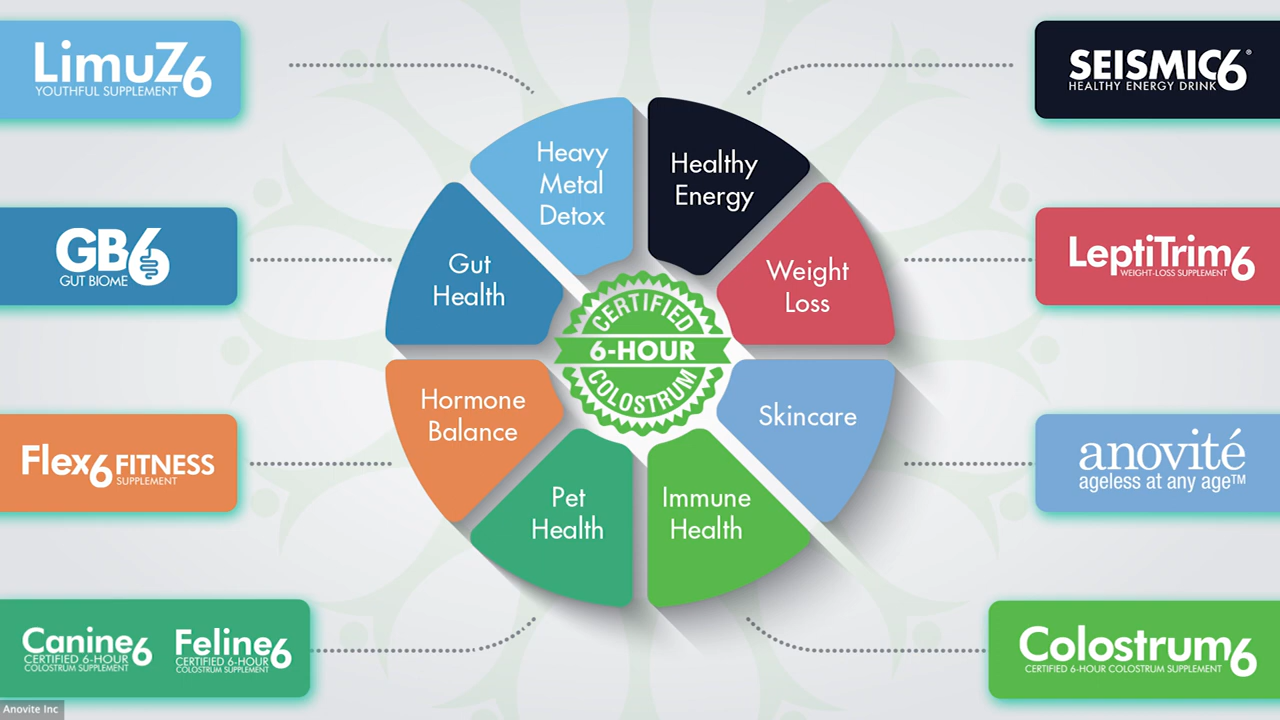 LimuZ6
YOUTHFUL SUPPLEMENT
SEISMIC6®
HEALTHY ENERGY DRINK
Heavy
Metal
Detox
Healthy
Energy
GB6
GUT BIOME
Gut
Health
Weight
Loss
LeptiTrim6
WEIGHT-LOSS SUPPLEMENT
CERTIFIED
6-HOUR
COLOSTRUM
Flex6 FITNESS
SUPPLEMENT
Hormone
Balance
Skincare
anovité
ageless at any age™
Pet
Health
Immune
Health
Canine6
CERTIFIED 6-HOUR
COLOSTRUM SUPPLEMENT
Feline6
CERTIFIED 6-HOUR
COLOSTRUM SUPPLEMENT
Colostrum6
CERTIFIED 6-HOUR COLOSTRUM SUPPLEMENT
Anovite Inc